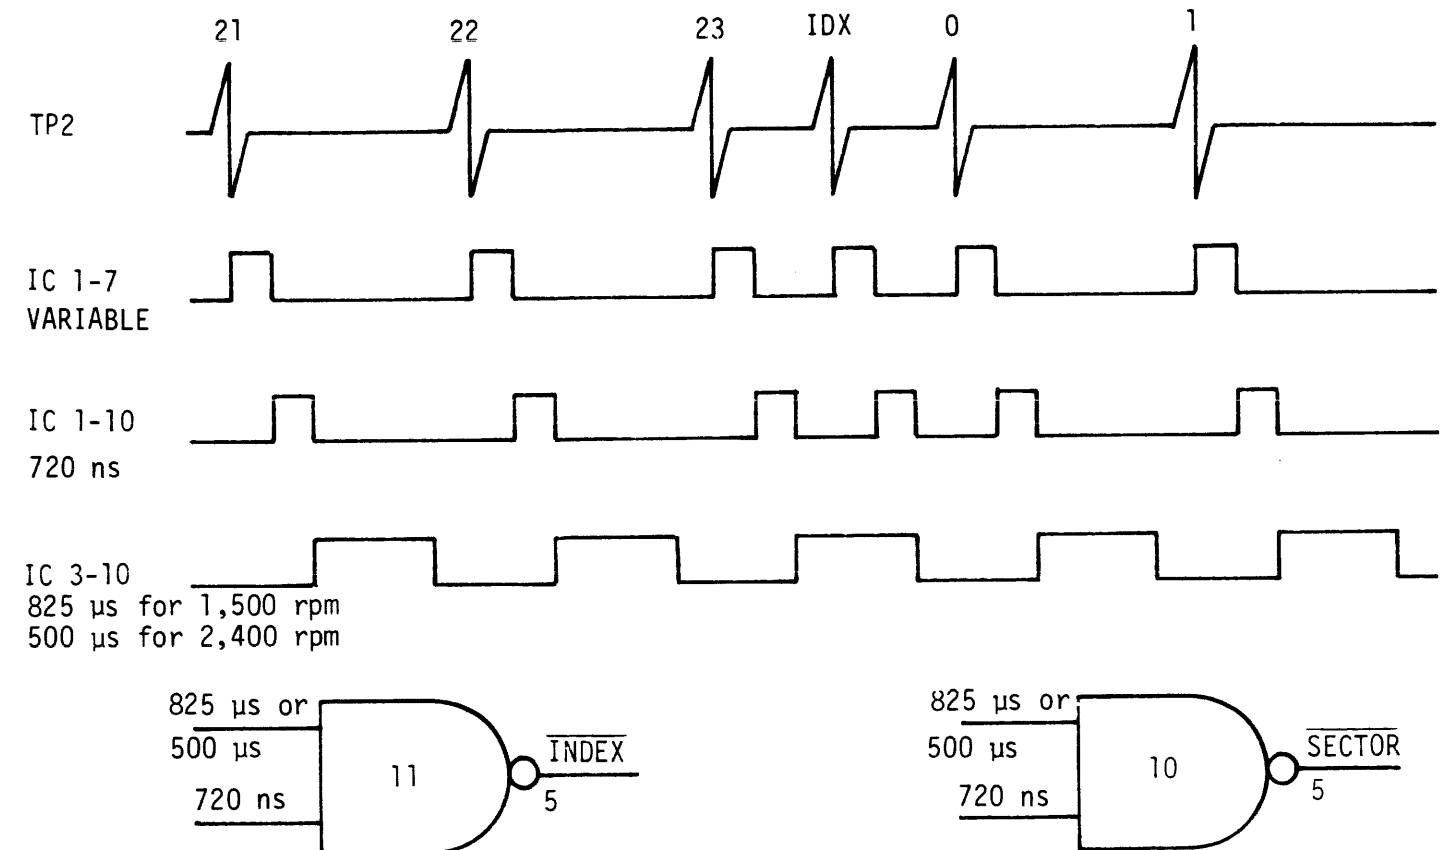 21 22 23 IDX 0 1
TP2
IC 1-7
VARIABLE
IC 1-10
720 ns
IC 3-10
825 µs for 1,500 rpm
500 µs for 2,400 rpm
825 µs or
500 µs
720 ns
11
INDEX
5
825 µs or
500 µs
720 ns
10
SECTOR
5